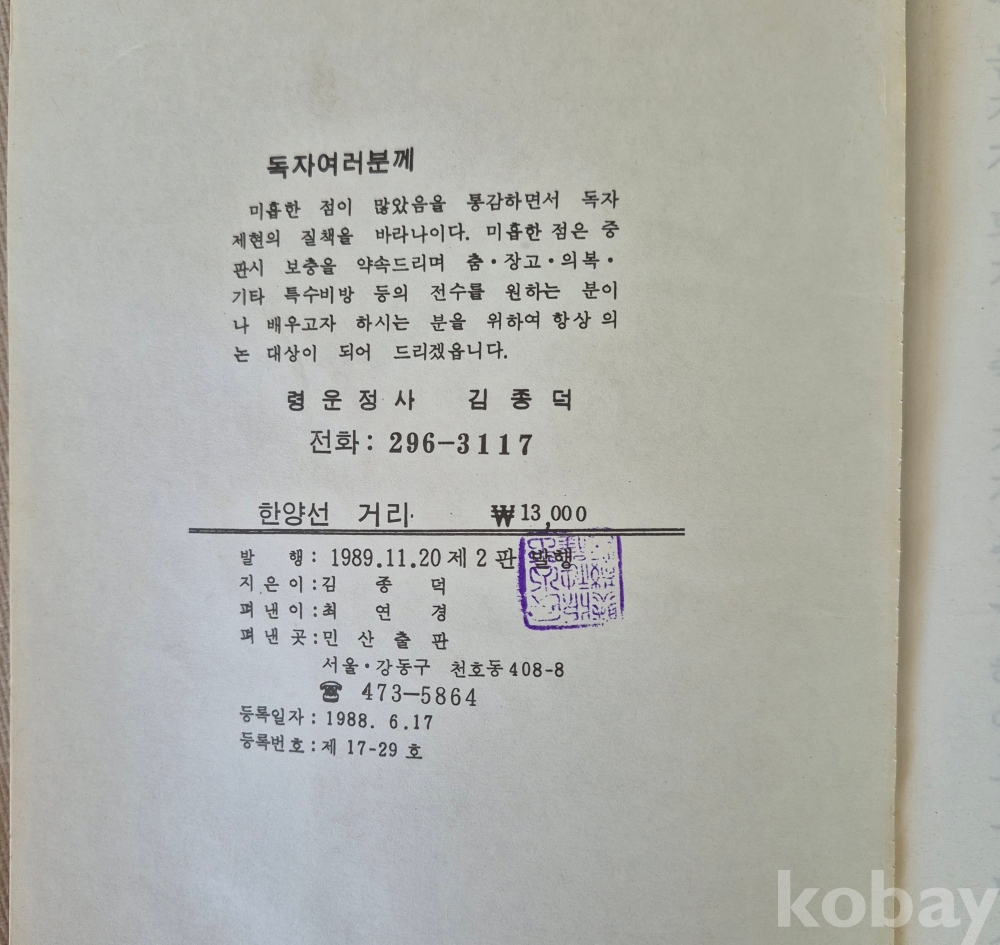 독자여러분께
미흡한 점이 많았음을 통감하면서 독자
제현의 질책을 바라나이다. 미흡한 점은 중
판시 보충을 약속드리며 춤·장고·의복·
기타 특수비방 등의 전수를 원하는 분이
나 배우고자 하시는 분을 위하여 항상 의
논 대상이 되어 드리겠읍니다.
령운정사 김종덕
전화: 296-3117
한양선 거리 ₩13,000
발 행: 1989.11.20 제 2 판 발행
지은이:김 종 덕
펴낸이:최 연 경
펴낸곳:민 산 출 판
서울·강동구 천호동 408-8
☎ 473-5864
등록일자: 1988. 6.17
등록번호:제 17-29 호
kobay